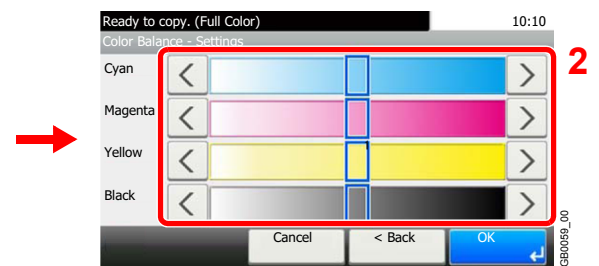 Ready to copy. (Full Color) 10:10
Color Balance - Settings
2
Cyan
Magenta
Yellow
Black
Cancel < Back OK
GB0059_00